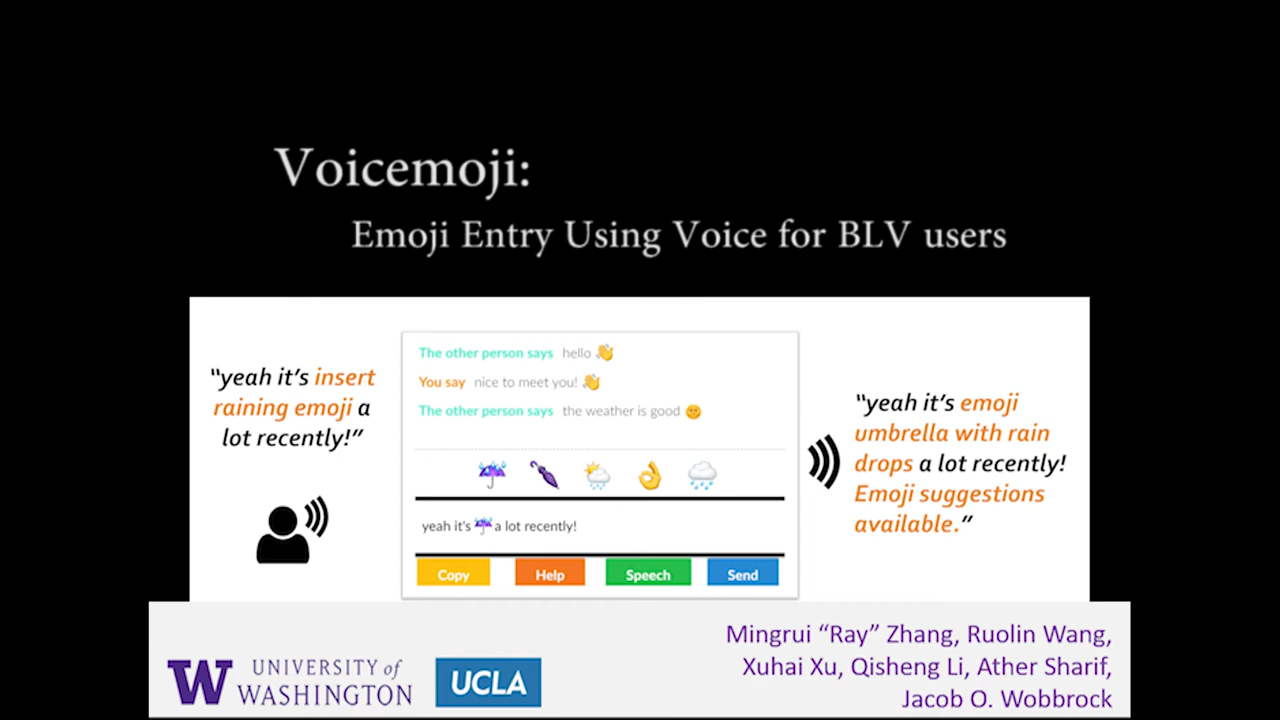 Voicemoji:
Emoji Entry Using Voice for BLV users
“yeah it’s insert
raining emoji a
lot recently!”
The other person says hello 👋
You say nice to meet you! 👋
The other person says the weather is good 🙂
yeah it's ☔ a lot recently!
Copy Help Speech Send
“yeah it’s emoji
umbrella with rain
drops a lot recently!
Emoji suggestions
available.”
W UNIVERSITY of
WASHINGTON
UCLA
Mingrui “Ray” Zhang, Ruolin Wang,
Xuhai Xu, Qisheng Li, Ather Sharif,
Jacob O. Wobbrock